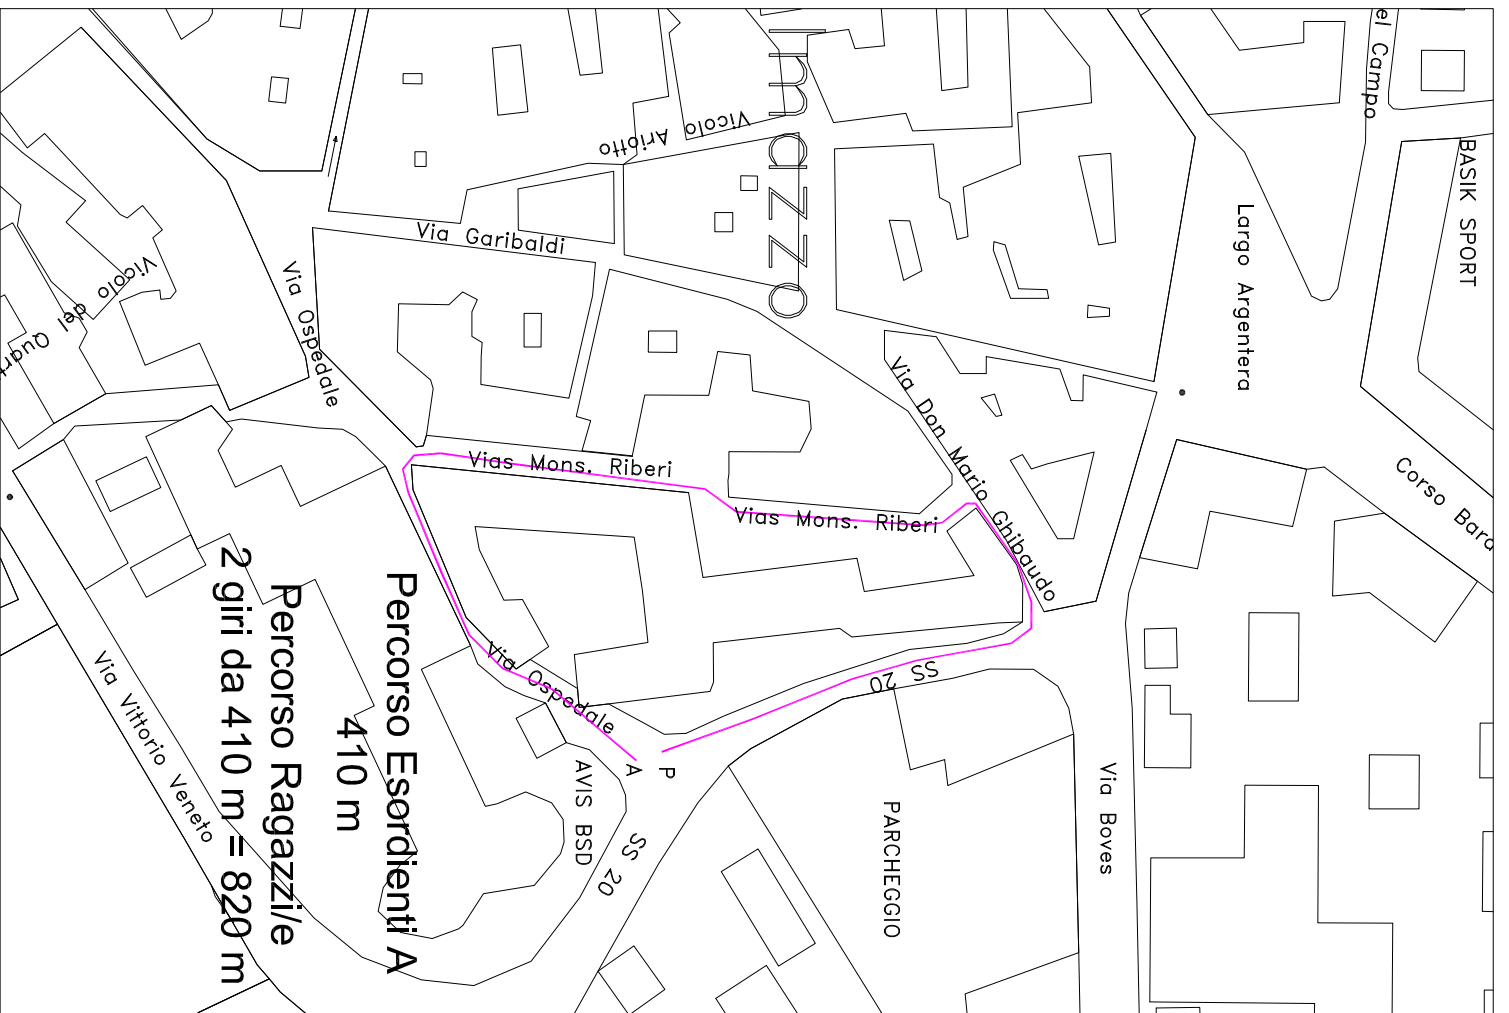 el Campo
BASIK SPORT
Largo Argentera
Vicolo Ariotto
Via Garibaldi
Via Ospedale
Vicolo del Quart
Via Don Mario Ghibaudo
Corso Bara
Vias Mons. Riberi
Vias Mons. Riberi
SS 20
Via Ospedale
A
P
AVIS BSD
SS 20
PARCHEGGIO
Via Boves
Via Vittorio Veneto
Percorso Esordienti A
410 m
Percorso Ragazzi/e
2 giri da 410 m = 820 m